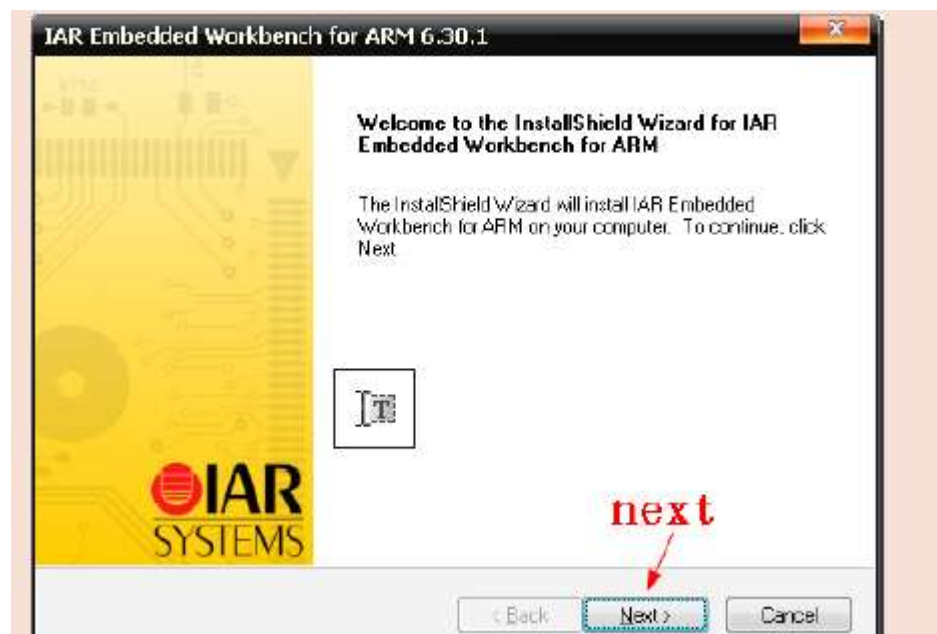 IAR Embedded Workbench for ARM 6.30.1
Welcome to the InstallShield Wizard for IAR
Embedded Workbench for ARM
The InstallShield Wizard will install IAR Embedded
Workbench for ARM on your computer. To continue, click
Next
T
IAR
SYSTEMS
next
< Back
Next >
Cancel